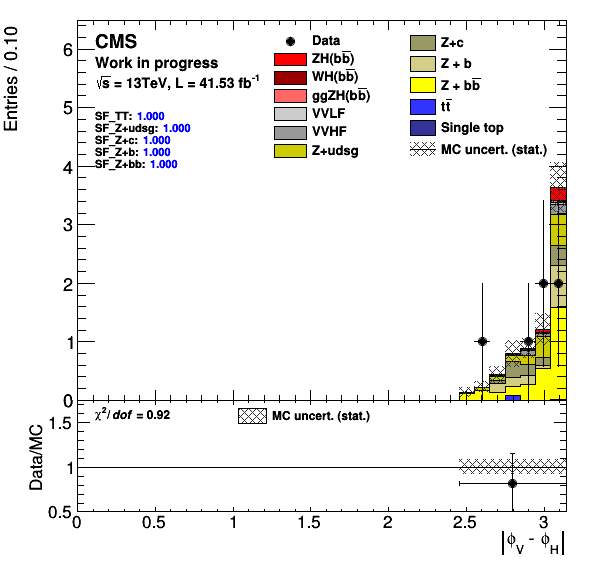 CMS
Work in progress
√s = 13TeV, L = 41.53 fb⁻¹
SF_TT: 1.000
SF_Z+udsg: 1.000
SF_Z+c: 1.000
SF_Z+b: 1.000
SF_Z+bb: 1.000
Data
ZH(bb̅)
WH(bb̅)
ggZH(bb̅)
VVLF
VVHF
Z+udsg
Z+c
Z + b
Z + bb̅
tt̅
Single top
MC uncert. (stat.)
Entries / 0.10
6
5
4
3
2
1
0
χ²/dof = 0.92
MC uncert. (stat.)
Data/MC
1.5
1
0.5
0 0.5 1 1.5 2 2.5 3
|ϕ_V - ϕ_H|